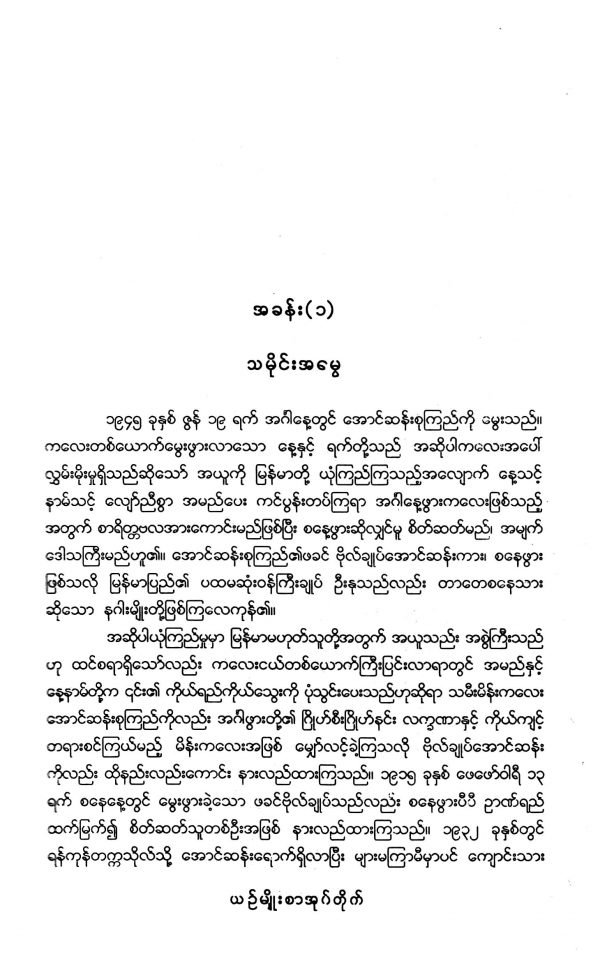 အခန်း(၁)
သမိုင်းအမွေ
၁၉၄၅ ခုနှစ် ဇွန် ၁၉ ရက် အင်္ဂါနေ့တွင် အောင်ဆန်းစုကြည်ကို မွေးသည်။
ကလေးတစ်ယောက်မွေးဖွားလာသော နေ့နှင့် ရက်တို့သည် အဆိုပါကလေးအပေါ်
လွှမ်းမိုးမှုရှိသည်ဆိုသော် အယူကို မြန်မာတို့ ယုံကြည်ကြသည့်အလျောက် နေ့သင့်
နာမ်သင့် လျော်ညီစွာ အမည်ပေး ကင်ပွန်းတပ်ကြရာ အင်္ဂါနေ့ဖွားကလေးဖြစ်သည့်
အတွက် စာရိတ္တဗလအားကောင်းမည်ဖြစ်ပြီး စနေဖွားဆိုလျှင်မူ စိတ်ဆတ်မည်၊ အမျက်
ဒေါသကြီးမည်ဟူ၏။ အောင်ဆန်းစုကြည်၏ဖခင် ဗိုလ်ချုပ်အောင်ဆန်းကား၊ စနေဖွား
ဖြစ်သလို မြန်မာပြည်၏ ပထမဆုံးဝန်ကြီးချုပ် ဦးနုသည်လည်း တာတေစနေသား
ဆိုသော နဂါးမျိုးတို့ဖြစ်ကြလေကုန်၏။
အဆိုပါယုံကြည်မှုမှာ မြန်မာမဟုတ်သူတို့အတွက် အယူသည်း အစွဲကြီးသည်
ဟု ထင်စရာရှိသော်လည်း ကလေးငယ်တစ်ယောက်ကြီးပြင်းလာရာတွင် အမည်နှင့်
နေ့နာမ်တို့က ၎င်း၏ ကိုယ်ရည်ကိုယ်သွေးကို ပုံသွင်းပေးသည်ဟုဆိုရာ သမီးမိန်းကလေး
အောင်ဆန်းစုကြည်ကိုလည်း အင်္ဂါဖွားတို့၏ ဂြိုဟ်စီးဂြိုဟ်နင်း လက္ခဏာနှင့် ကိုယ်ကျင့်
တရားစင်ကြယ်မည့် မိန်းကလေးအဖြစ် မျှော်လင့်ခဲ့ကြသလို ဗိုလ်ချုပ်အောင်ဆန်း
ကိုလည်း ထိုနည်းလည်းကောင်း နားလည်ထားကြသည်။ ၁၉၁၅ ခုနှစ် ဖေဖော်ဝါရီ ၁၃
ရက် စနေနေ့တွင် မွေးဖွားခဲ့သော ဖခင်ဗိုလ်ချုပ်သည်လည်း စနေဖွားပီပီ ဉာဏ်ရည်
ထက်မြက်၍ စိတ်ဆတ်သူတစ်ဦးအဖြစ် နားလည်ထားကြသည်။ ၁၉၃၂ ခုနှစ်တွင်
ရန်ကုန်တက္ကသိုလ်သို့ အောင်ဆန်းရောက်ရှိလာပြီး များမကြာမီမှာပင် ကျောင်းသား
ယဉ်မျိုးစာအုပ်တိုက်